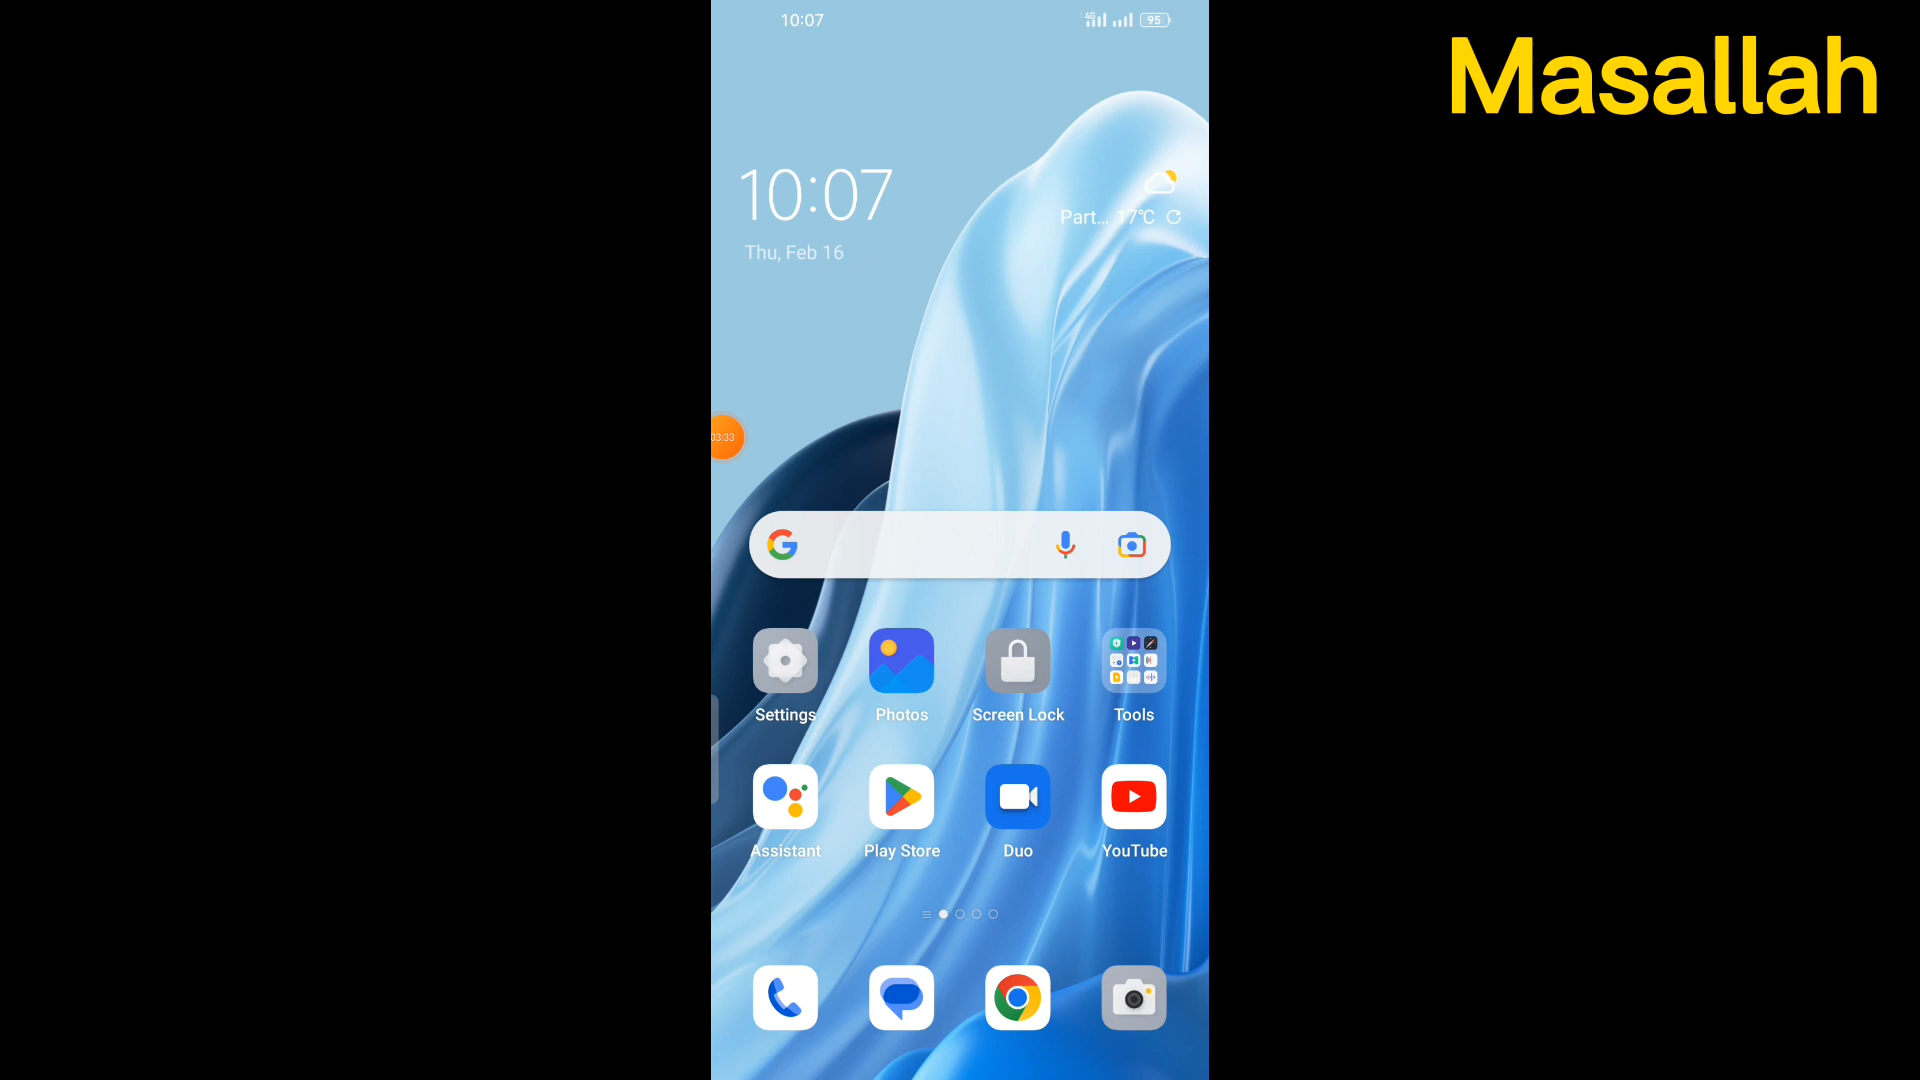 10:07
4G
95
Masallah
10:07
Part... 17°C
Thu, Feb 16
03:33
Settings
Photos
Screen Lock
Tools
Assistant
Play Store
Duo
YouTube